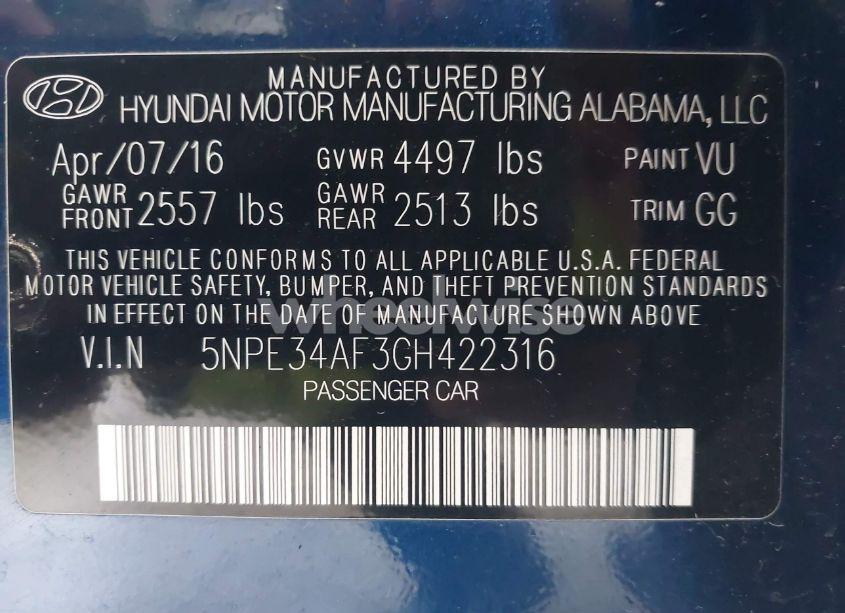 MANUFACTURED BY
HYUNDAI MOTOR MANUFACTURING ALABAMA, LLC
Apr/07/16 GVWR 4497 lbs PAINT VU
GAWR FRONT 2557 lbs GAWR REAR 2513 lbs TRIM GG
THIS VEHICLE CONFORMS TO ALL APPLICABLE U.S.A. FEDERAL
MOTOR VEHICLE SAFETY, BUMPER, AND THEFT PREVENTION STANDARDS
IN EFFECT ON THE DATE OF MANUFACTURE SHOWN ABOVE
wheelwise
V.I.N 5NPE34AF3GH422316
PASSENGER CAR